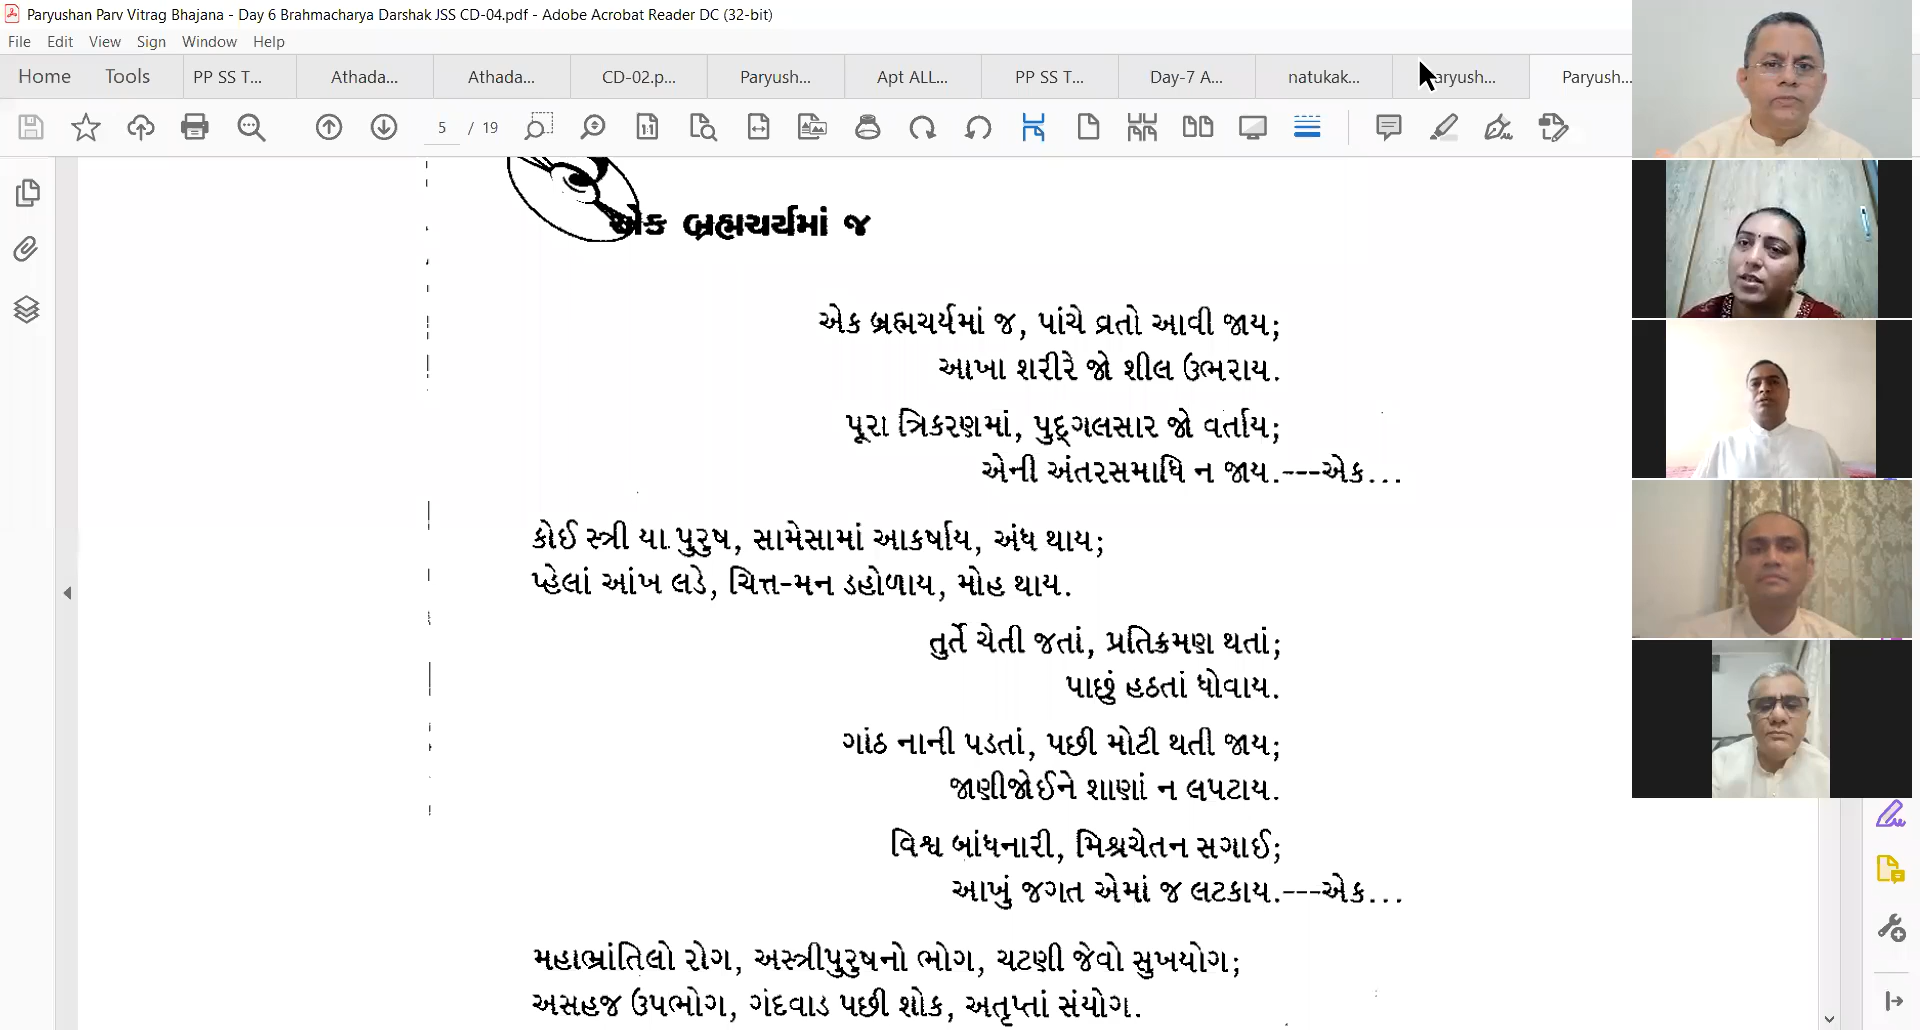 Paryushan Parv Vitrag Bhajana - Day 6 Brahmacharya Darshak JSS CD-04.pdf - Adobe Acrobat Reader DC (32-bit)
File Edit View Sign Window Help
Home Tools PP SS T... Athada... Athada... CD-02.p... Paryush... Apt ALL... PP SS T... Day-7 A... natukak... aryush... Paryush...
5 / 19
એક બ્રહ્મચર્યમાં જ
એક બ્રહ્મચર્યમાં જ, પાંચે વ્રતો આવી જાય;
આખા શરીરે જો શીલ ઉભરાય.
પૂરા ત્રિકરણમાં, પુદ્ગલસાર જો વર્તાય;
એની અંતરસમાધિ ન જાય.---એક...
કોઈ સ્ત્રી યા પુરુષ, સામેસામાં આકર્ષાય, અંધ થાય;
પ્હેલાં આંખ લડે, ચિત્ત-મન ડહોળાય, મોહ થાય.
તુર્તે ચેતી જતાં, પ્રતિક્રમણ થતાં;
પાછું હઠતાં ધોવાય.
ગાંઠ નાની પડતાં, પછી મોટી થતી જાય;
જાણીજોઈને શાણાં ન લપટાય.
વિશ્વ બાંધનારી, મિશ્રચેતન સગાઈ;
આખું જગત એમાં જ લટકાય.---એક...
મહાભ્રાંતિલો રોગ, અસ્ત્રીપુરુષનો ભોગ, ચટણી જેવો સુખયોગ;
અસહજ ઉપભોગ, ગંદવાડ પછી શોક, અતૃપ્તાં સંયોગ.